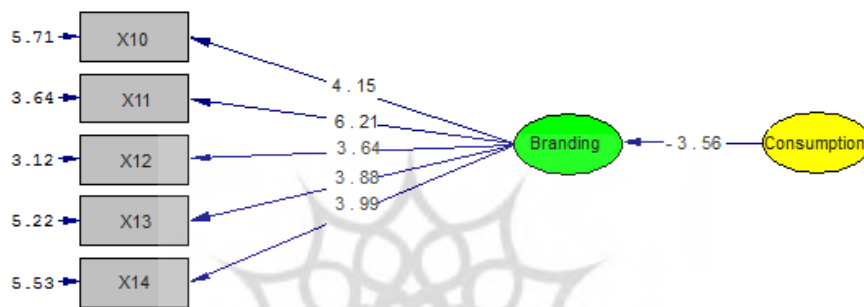 5.71
X10
4.15
3.64
X11
6.21
3.12
X12
3.64
Branding
-3.56
Consumption
3.88
5.22
X13
3.99
5.53
X14